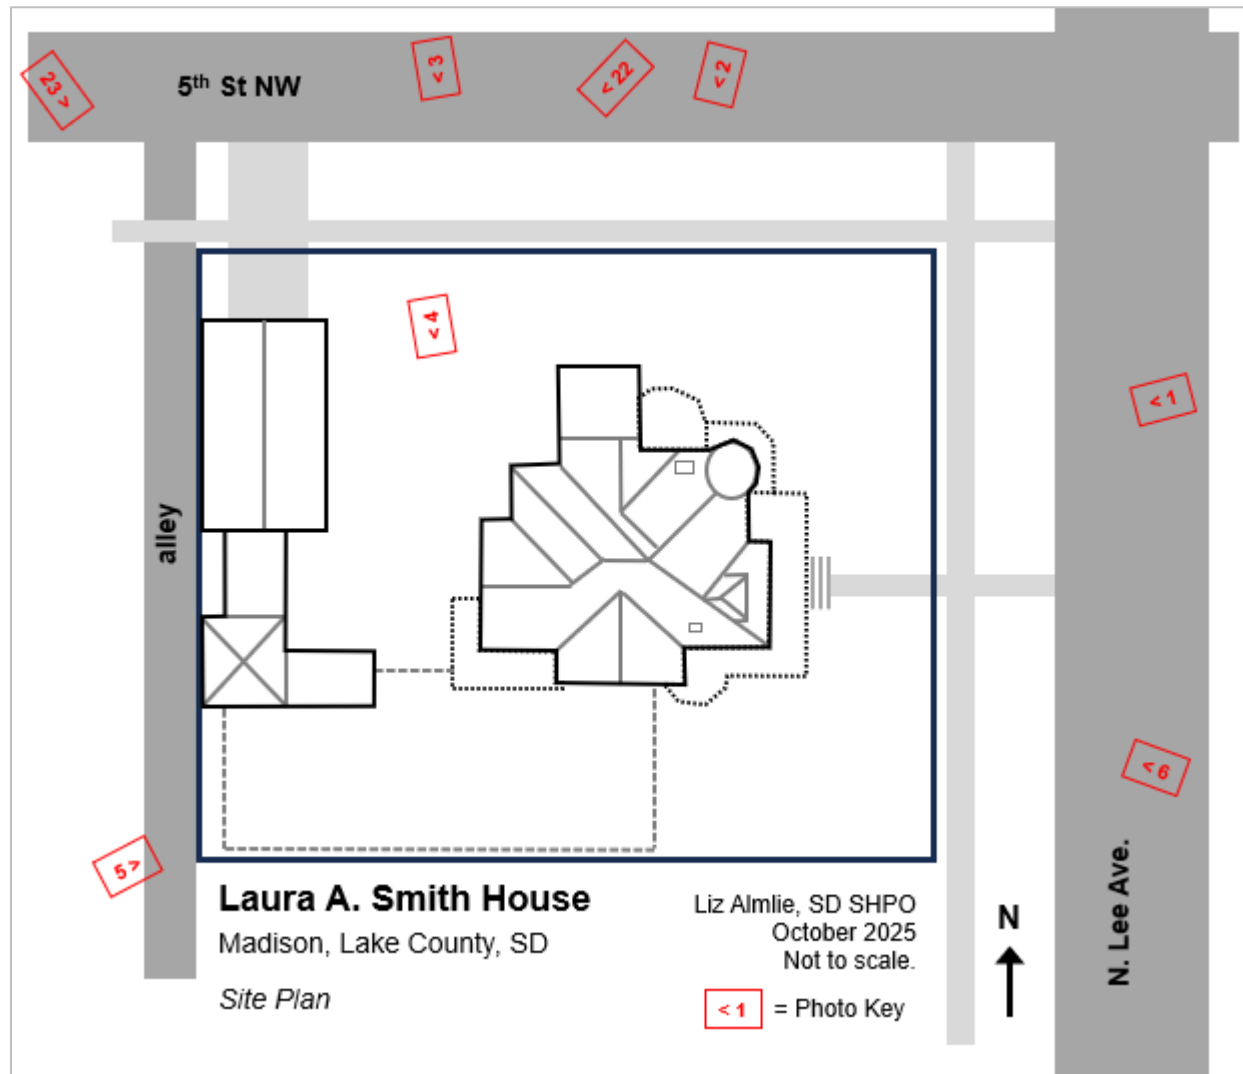 23 >
5th St NW
< 3
< 22
< 2
< 4
< 1
alley
< 6
5 >
N. Lee Ave.
Laura A. Smith House
Madison, Lake County, SD
Site Plan
Liz Almlie, SD SHPO
October 2025
Not to scale.
< 1 = Photo Key
N